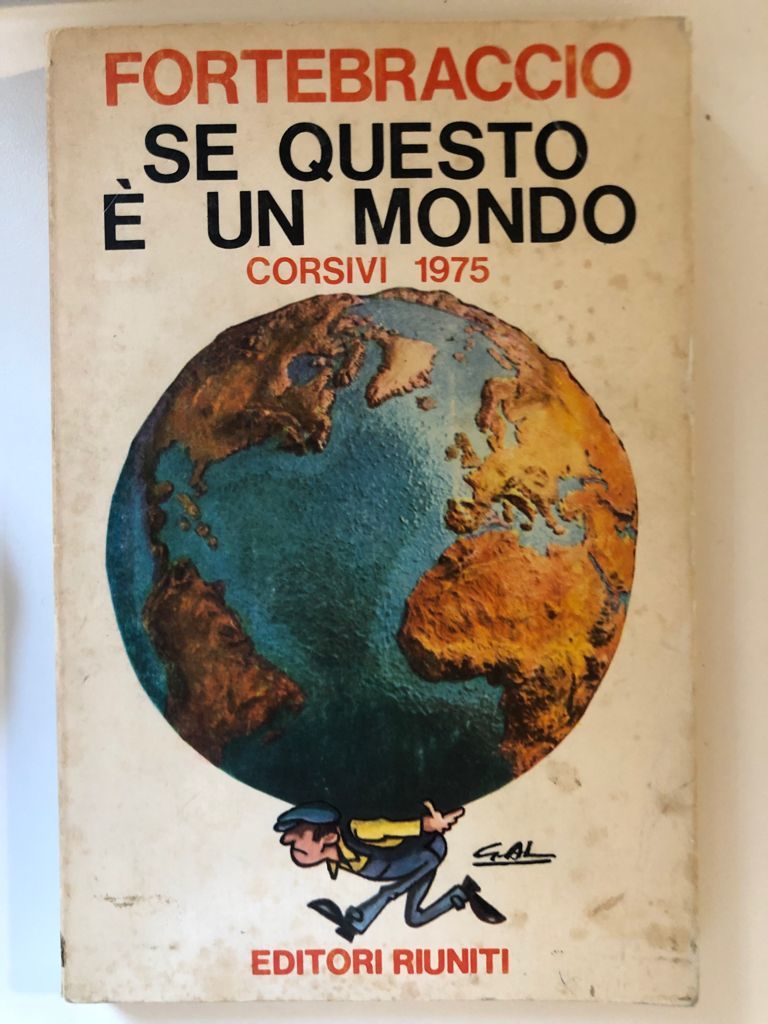 FORTEBRACCIO
SE QUESTO
È UN MONDO
CORSIVI 1975
GAL
EDITORI RIUNITI